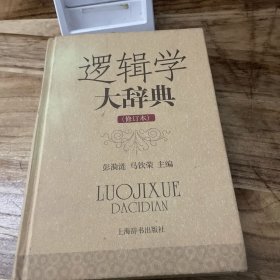 逻辑学
大辞典
(修订本)
彭漪涟 马钦荣 主编
LUOJIXUE
DACIDIAN
上海辞书出版社